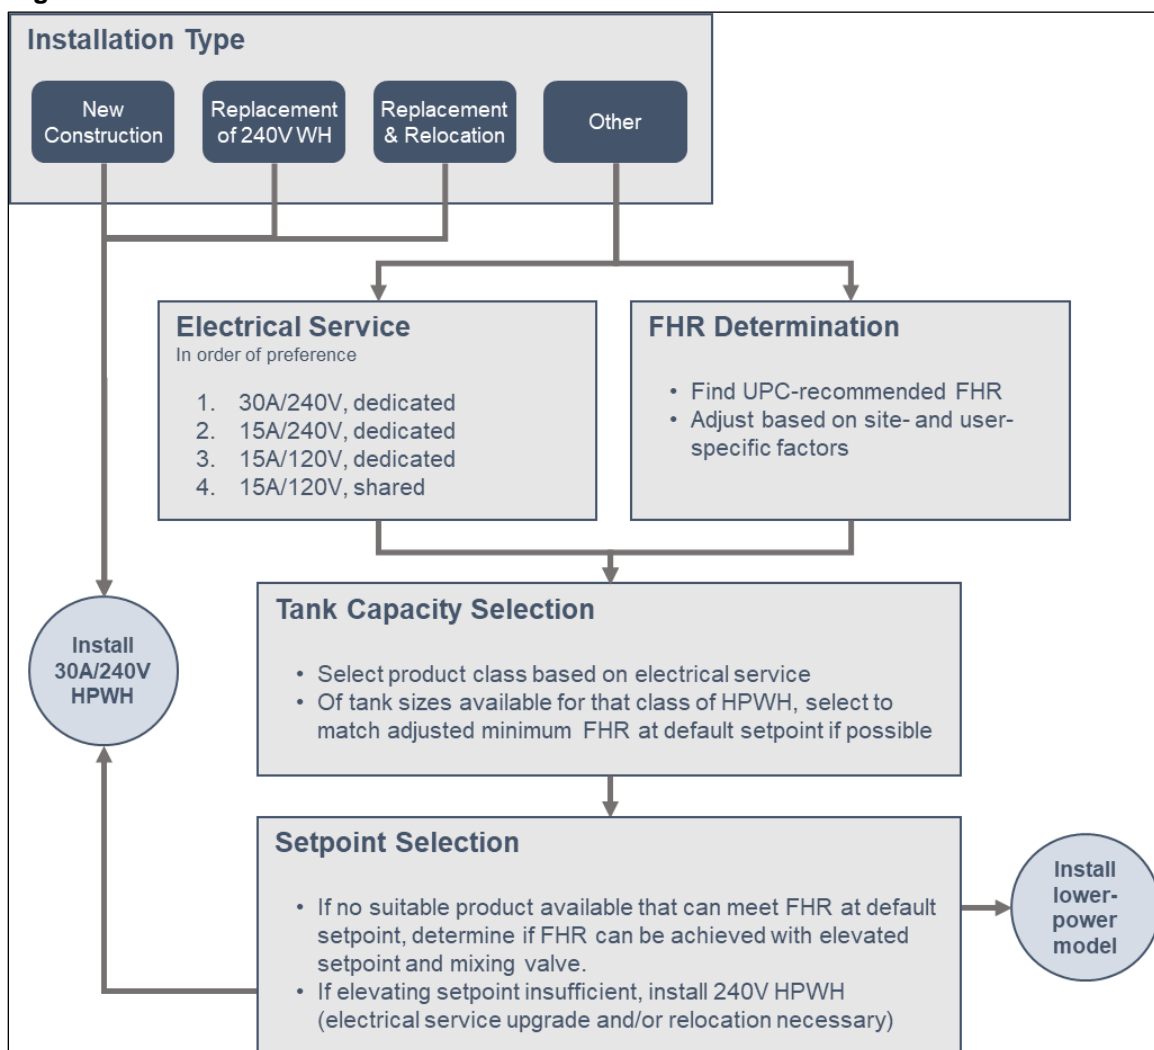 Installation Type
New
Construction
Replacement
of 240V WH
Replacement
& Relocation
Other
Electrical Service
In order of preference
1. 30A/240V, dedicated
2. 15A/240V, dedicated
3. 15A/120V, dedicated
4. 15A/120V, shared
FHR Determination
• Find UPC-recommended FHR
• Adjust based on site- and user-
specific factors
Tank Capacity Selection
• Select product class based on electrical service
• Of tank sizes available for that class of HPWH, select to
match adjusted minimum FHR at default setpoint if possible
Install
30A/240V
HPWH
Setpoint Selection
• If no suitable product available that can meet FHR at default
setpoint, determine if FHR can be achieved with elevated
setpoint and mixing valve.
• If elevating setpoint insufficient, install 240V HPWH
(electrical service upgrade and/or relocation necessary)
Install
lower-
power
model